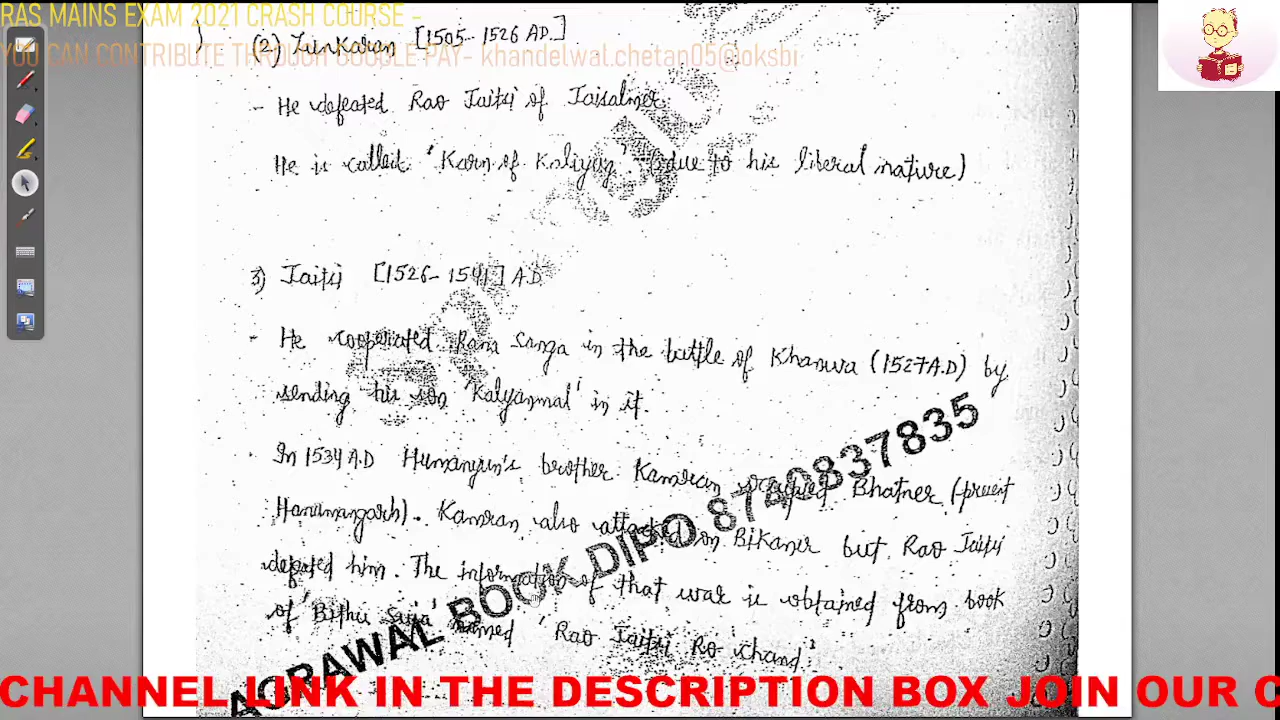 RAS MAINS EXAM 2021 CRASH COURSE -
YOU CAN CONTRIBUTE THROUGH GOOGLE PAY- khandelwal.chetan05@oksbi
(2) LunKaran [1505- 1526 AD.]
- He defeated Rao Jaitsi of Jaisalmer.
He is called 'Karn of Kaliyug' (due to his liberal nature)
3) Jaitsi [1526- 1541] A.D
- He cooperated Rana Sanga in the battle of Khanwa (1527A.D) by
sending his son 'Kalyanmal' in it.
In 1534 A.D Humanyun's brother Kamran occupied Bhatner (present
Hanumangarh). Kamran also attacked on Bikaner but Rao Jaitsi
defeated him. The information of that war is obtained from book
of 'Bithu Suja' named 'Rao Jaitsi Ro chand'
AGRAWAL BOOK DIPO 8740837835
CHANNEL LINK IN THE DESCRIPTION BOX JOIN OUR C